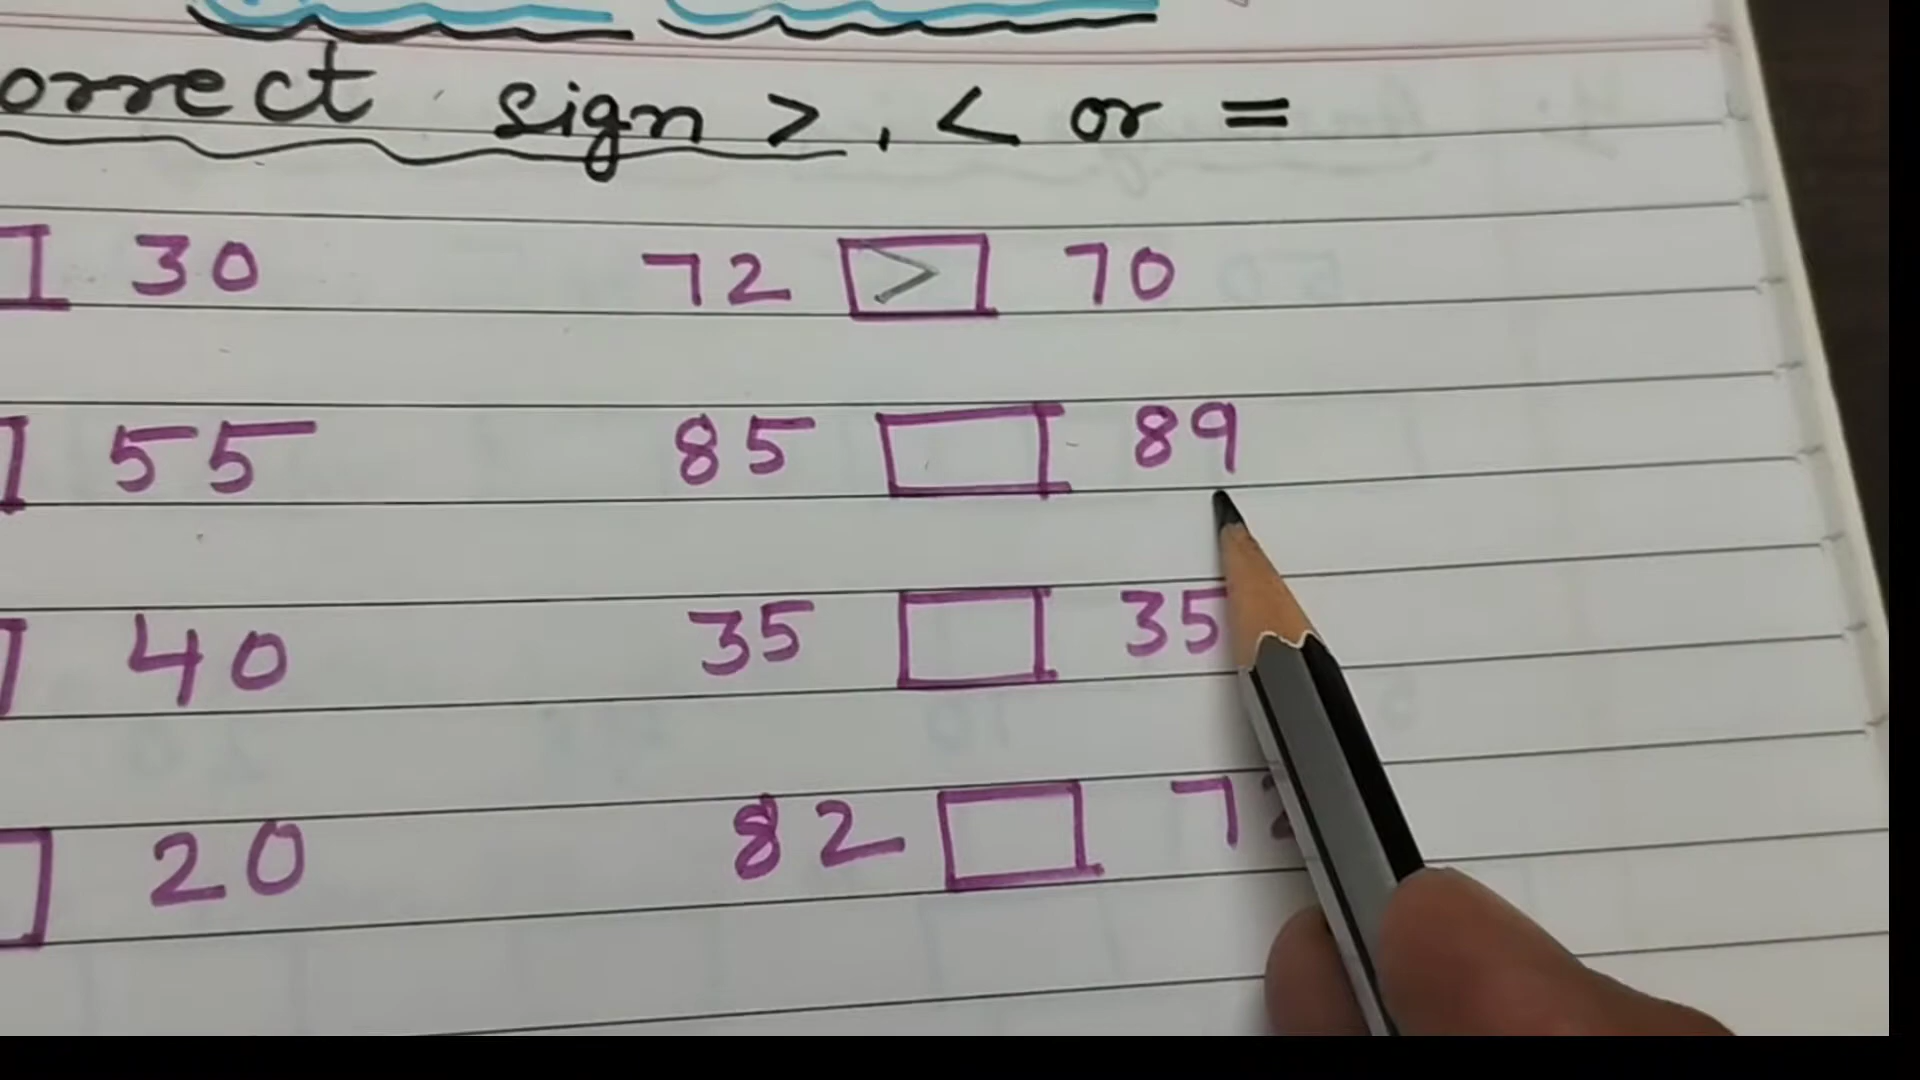 orrect sign >, < or =
30 72 > 70
55 85 89
40 35 35
20 82